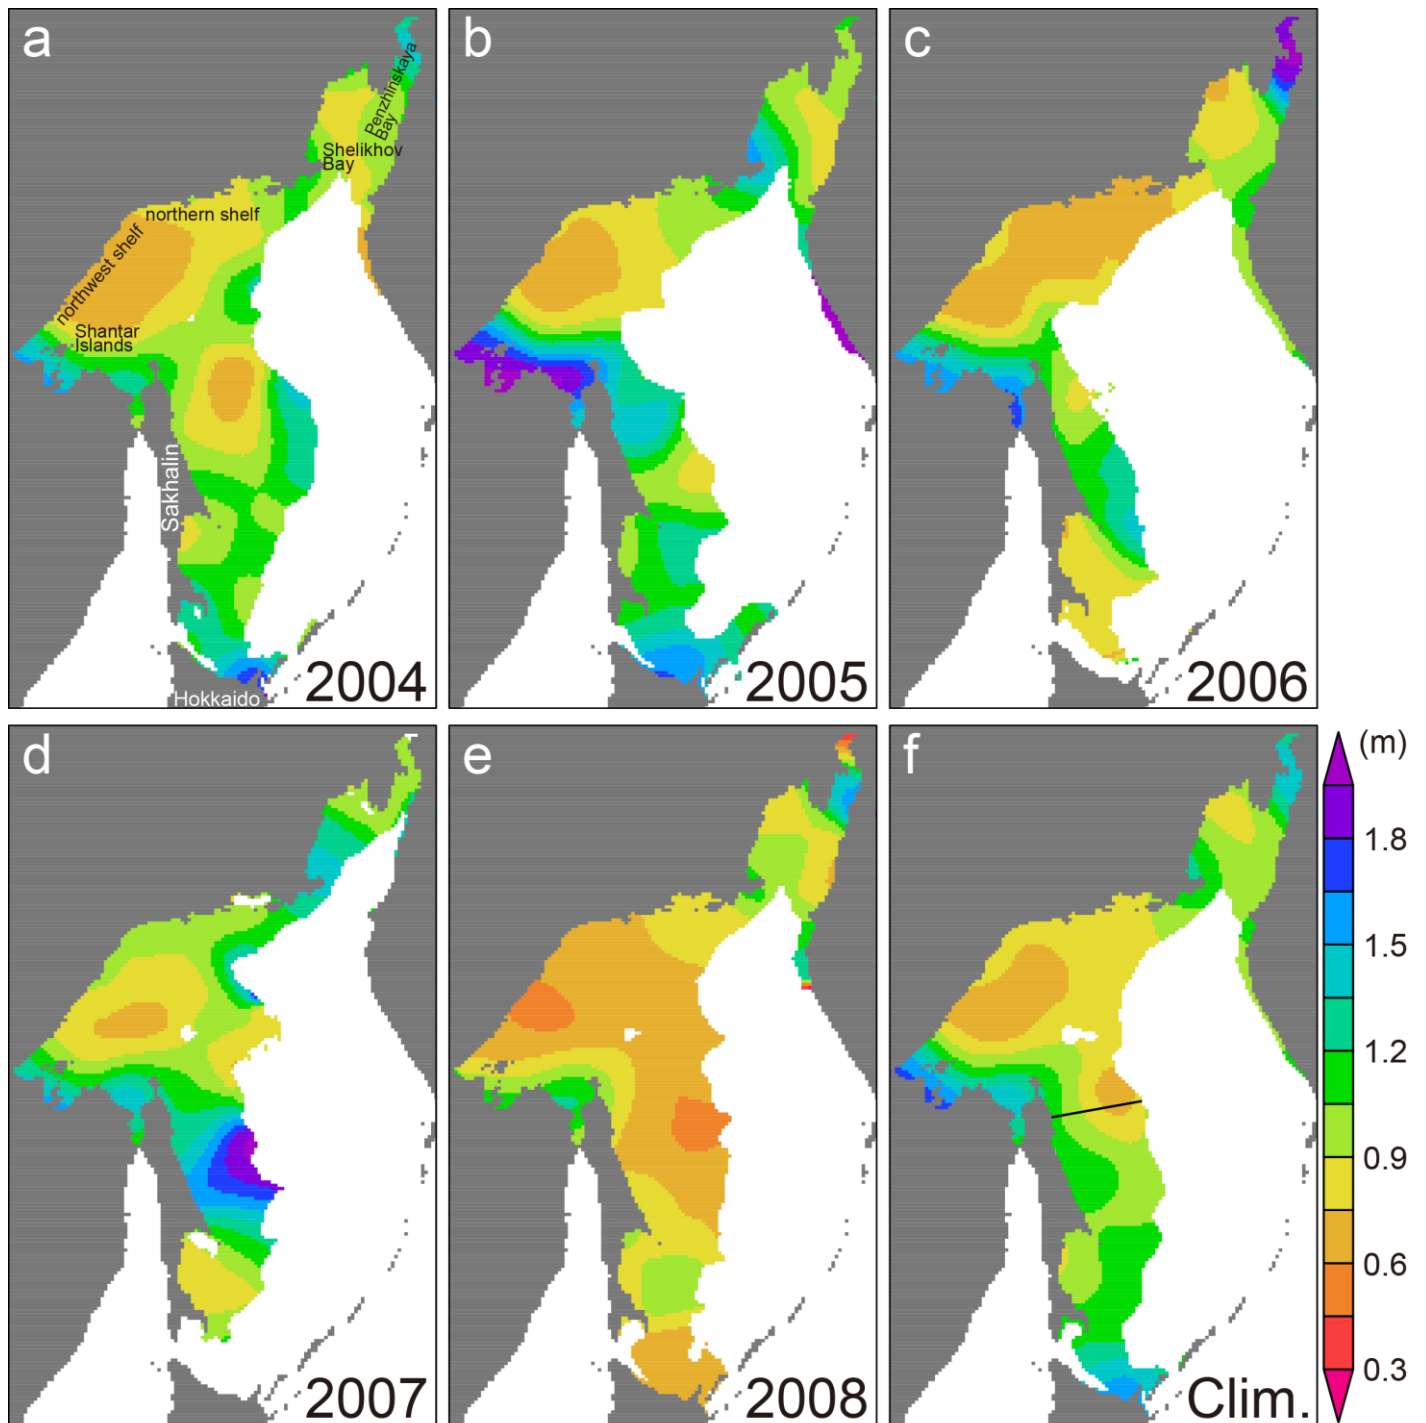 a
Penzhinskaya
Bay
Shelikhov
Bay
northern shelf
northwest shelf
Shantar
Islands
Sakhalin
Hokkaido
2004
b
2005
c
2006
d
2007
e
2008
f
Clim.
(m)
1.8
1.5
1.2
0.9
0.6
0.3